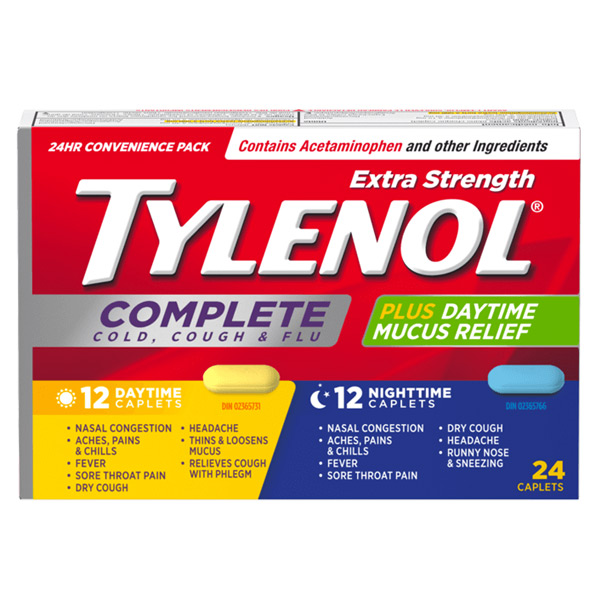 24HR CONVENIENCE PACK
Contains Acetaminophen and other Ingredients
Extra Strength
TYLENOL®
COMPLETE
COLD, COUGH & FLU
PLUS DAYTIME
MUCUS RELIEF
12 DAYTIME
CAPLETS
DIN 02365731
• NASAL CONGESTION
• ACHES, PAINS
& CHILLS
• FEVER
• SORE THROAT PAIN
• DRY COUGH
• HEADACHE
• THINS & LOOSENS
MUCUS
• RELIEVES COUGH
WITH PHLEGM
12 NIGHTTIME
CAPLETS
DIN 02365766
• NASAL CONGESTION
• ACHES, PAINS
& CHILLS
• FEVER
• SORE THROAT PAIN
• DRY COUGH
• HEADACHE
• RUNNY NOSE
& SNEEZING
24
CAPLETS